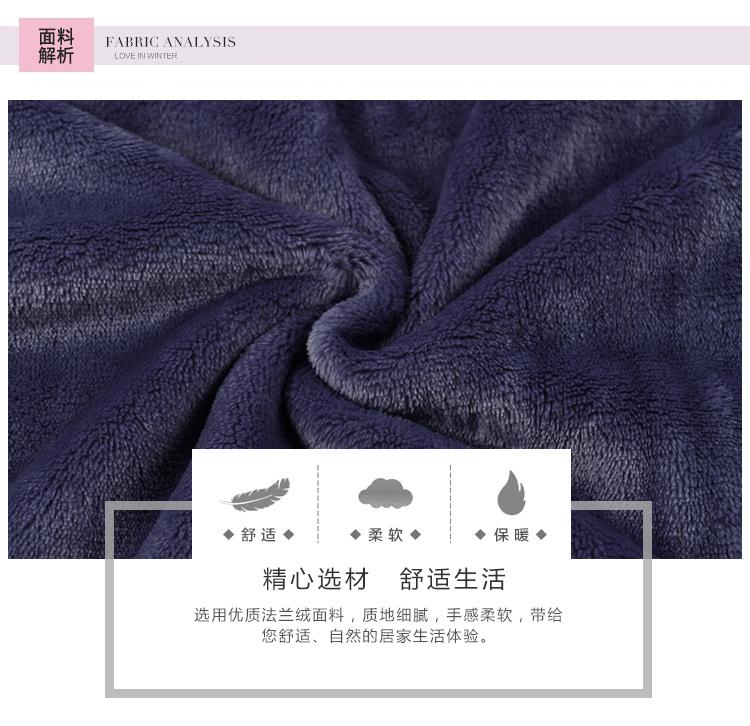 面料
解析
FABRIC ANALYSIS
LOVE IN WINTER
◆ 舒适 ◆
◆ 柔软 ◆
◆ 保暖 ◆
精心选材 舒适生活
选用优质法兰绒面料，质地细腻，手感柔软，带给
您舒适、自然的居家生活体验。